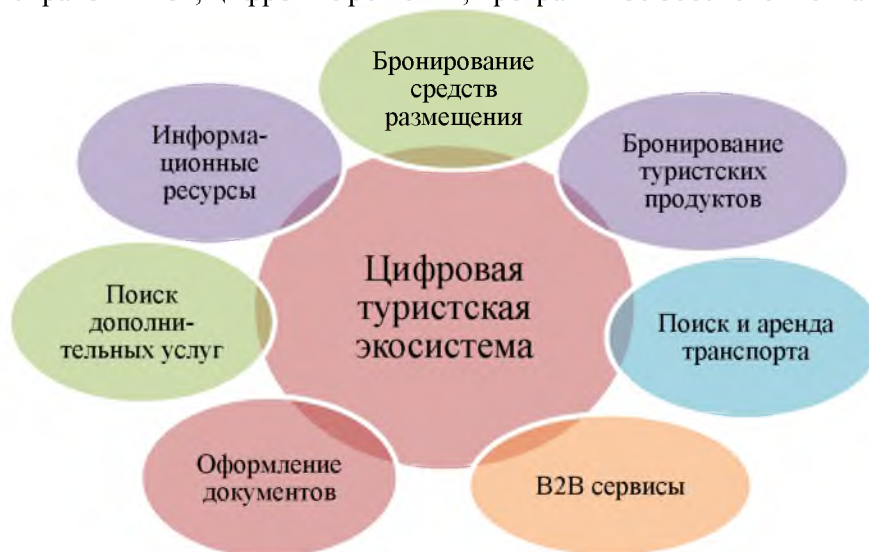 Бронирование
средств
размещения
Информа-
ционные
ресурсы
Бронирование
туристских
продуктов
Цифровая
туристская
экосистема
Поиск
дополни-
тельных услуг
Поиск и аренда
транспорта
Оформление
документов
B2B сервисы